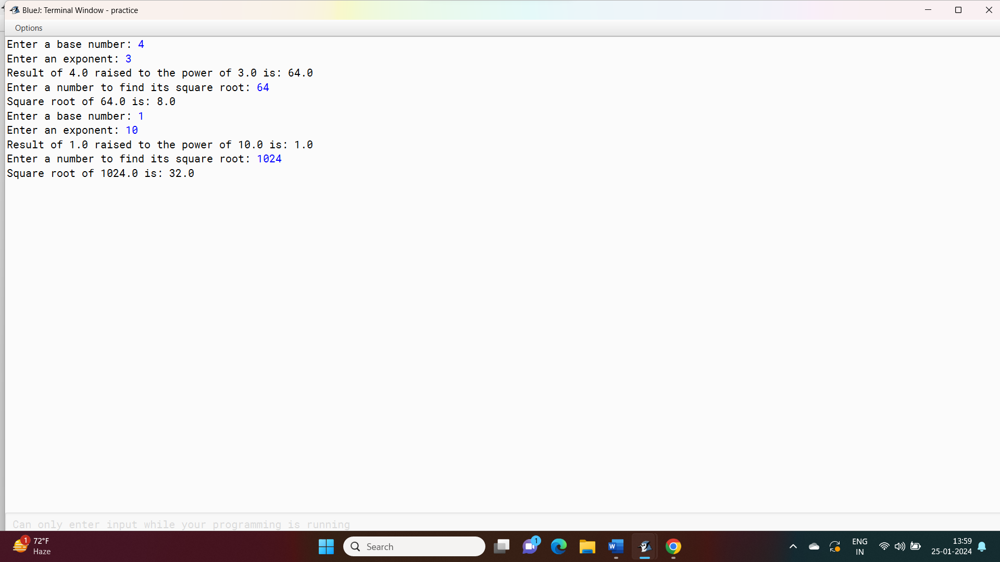 BlueJ: Terminal Window - practice
Options
Enter a base number: 4
Enter an exponent: 3
Result of 4.0 raised to the power of 3.0 is: 64.0
Enter a number to find its square root: 64
Square root of 64.0 is: 8.0
Enter a base number: 1
Enter an exponent: 10
Result of 1.0 raised to the power of 10.0 is: 1.0
Enter a number to find its square root: 1024
Square root of 1024.0 is: 32.0
Can only enter input while your programming is running
1
72°F
Haze
Search
1
W
ENG
IN
13:59
25-01-2024